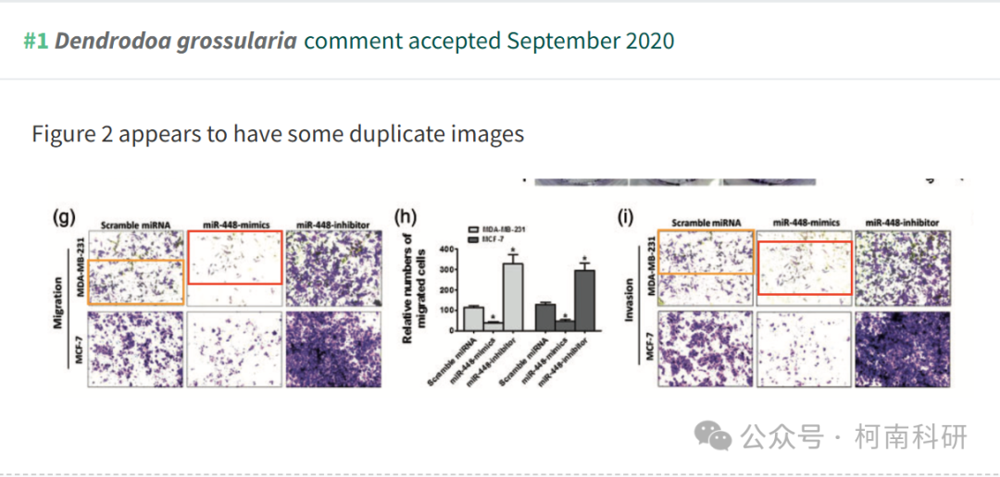 #1 Dendrodoa grossularia comment accepted September 2020
Figure 2 appears to have some duplicate images
(g)
Scramble miRNA miR-448-mimics miR-448-inhibitor
Migration
MDA-MB-231
MCF-7
(h)
MDA-MB-231
MCF-7
Relative numbers of
migrated cells
400
300
200
100
0
* * * *
Scramble miRNA
miR-448-mimics
miR-448-inhibitor
Scramble miRNA
miR-448-mimics
miR-448-inhibitor
(i)
Scramble miRNA miR-448-mimics miR-448-inhibitor
Invasion
MDA-MB-231
MCF-7
公众号 · 柯南科研